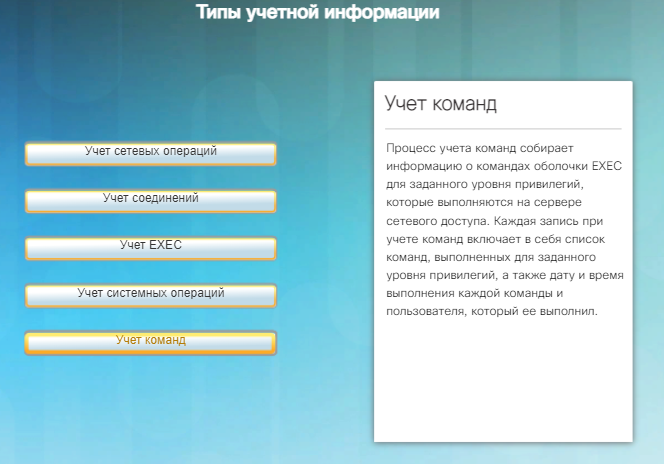 Типы учетной информации
Учет сетевых операций
Учет соединений
Учет EXEC
Учет системных операций
Учет команд
Учет команд
Процесс учета команд собирает
информацию о командах оболочки EXEC
для заданного уровня привилегий,
которые выполняются на сервере
сетевого доступа. Каждая запись при
учете команд включает в себя список
команд, выполненных для заданного
уровня привилегий, а также дату и время
выполнения каждой команды и
пользователя, который ее выполнил.